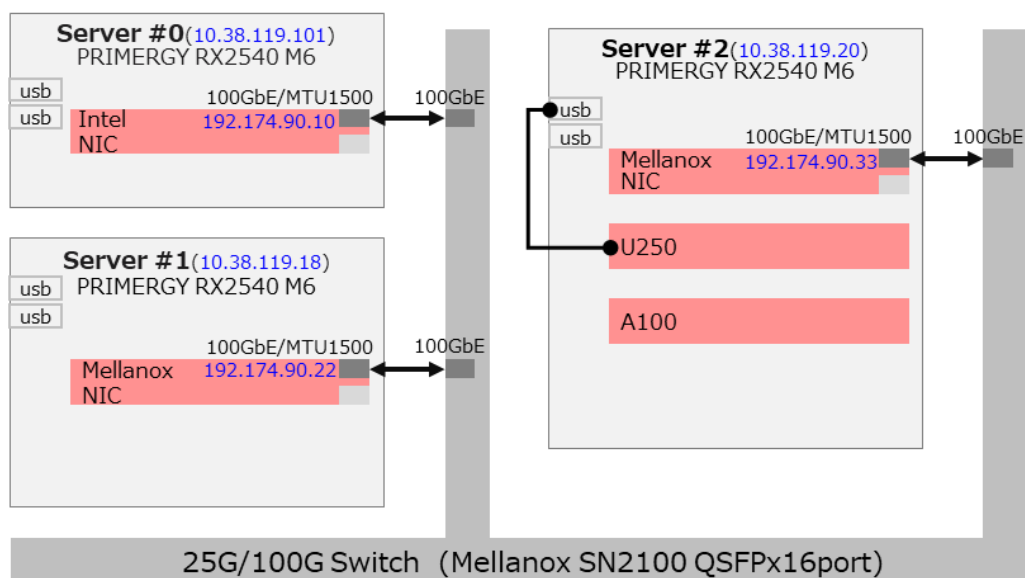 Server #0(10.38.119.101)
PRIMERGY RX2540 M6
usb
usb
100GbE/MTU1500
100GbE
Intel
192.174.90.10
NIC
Server #1(10.38.119.18)
PRIMERGY RX2540 M6
usb
usb
100GbE/MTU1500
100GbE
Mellanox
192.174.90.22
NIC
Server #2(10.38.119.20)
PRIMERGY RX2540 M6
usb
usb
100GbE/MTU1500
100GbE
Mellanox
192.174.90.33
NIC
U250
A100
25G/100G Switch (Mellanox SN2100 QSFPx16port)